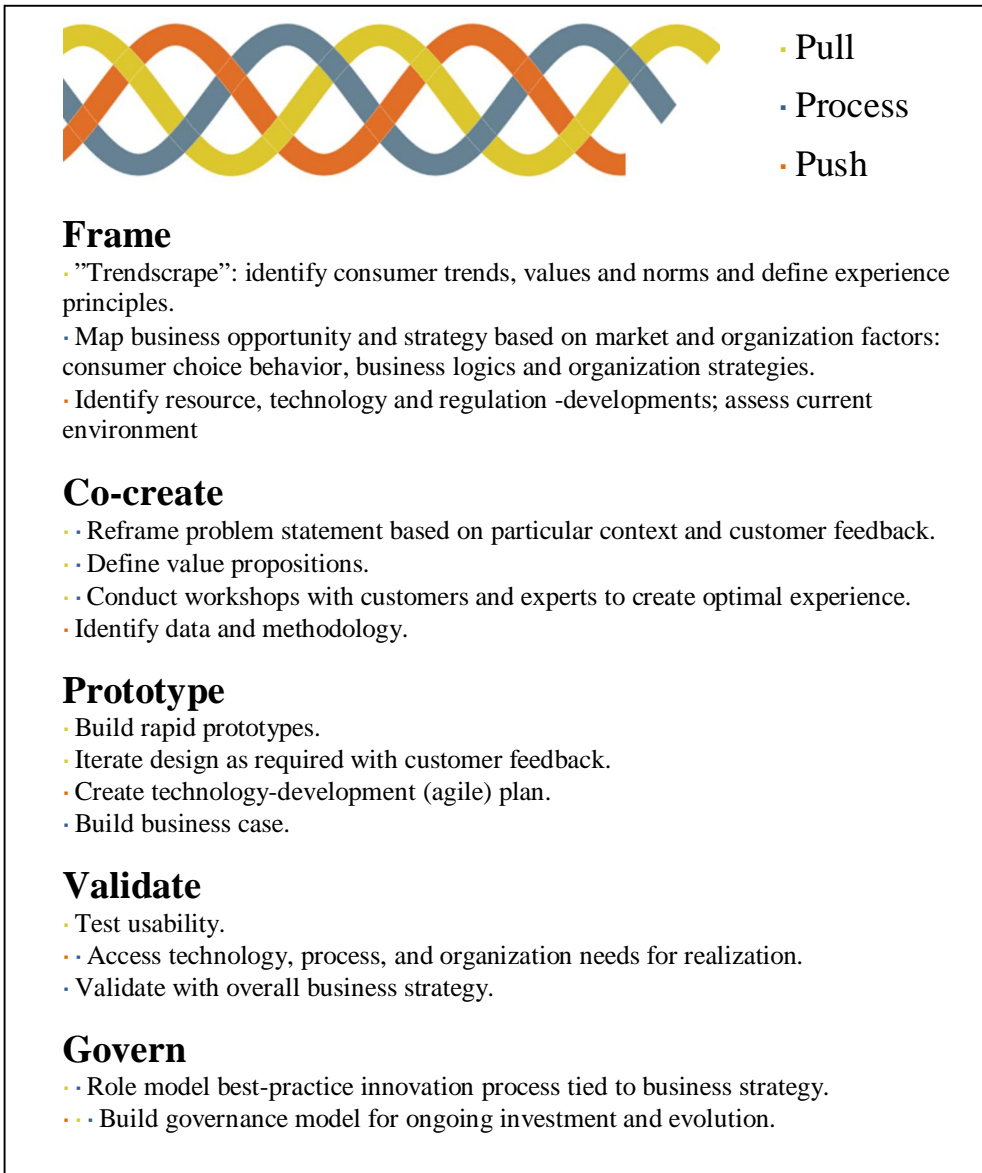 · Pull
· Process
· Push
Frame
· ”Trendscrape”: identify consumer trends, values and norms and define experience
principles.
· Map business opportunity and strategy based on market and organization factors:
consumer choice behavior, business logics and organization strategies.
· Identify resource, technology and regulation -developments; assess current
environment
Co-create
· · Reframe problem statement based on particular context and customer feedback.
· · Define value propositions.
· · Conduct workshops with customers and experts to create optimal experience.
· Identify data and methodology.
Prototype
· Build rapid prototypes.
· Iterate design as required with customer feedback.
· Create technology-development (agile) plan.
· Build business case.
Validate
· Test usability.
· · Access technology, process, and organization needs for realization.
· Validate with overall business strategy.
Govern
· · Role model best-practice innovation process tied to business strategy.
· · · Build governance model for ongoing investment and evolution.